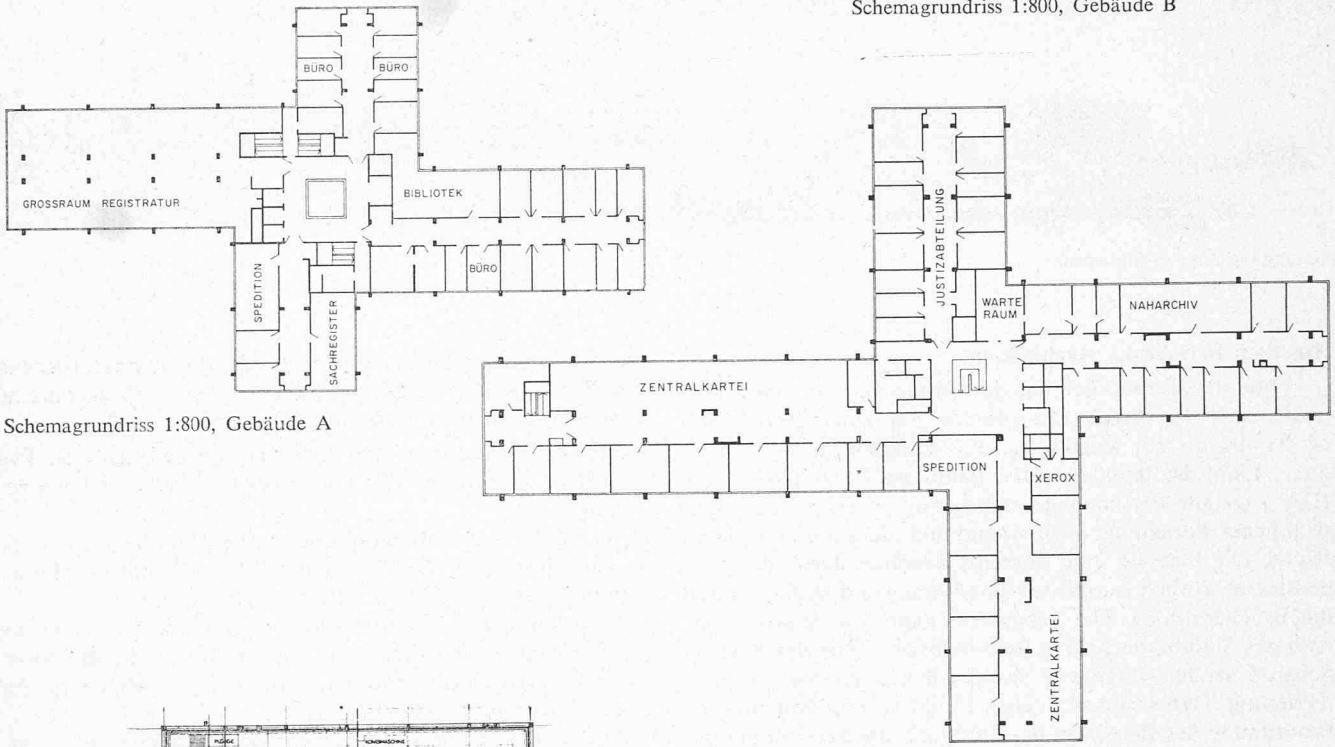 Schemagrundriss 1:800, Gebäude B
BÜRO
BÜRO
GROSSRAUM REGISTRATUR
BIBLIOTEK
BÜRO
SPEDITION
SACHREGISTER
Schemagrundriss 1:800, Gebäude A
JUSTIZABTEILUNG
WARTE
RAUM
NAHARCHIV
ZENTRALKARTEI
SPEDITION
XEROX
ZENTRALKARTEI